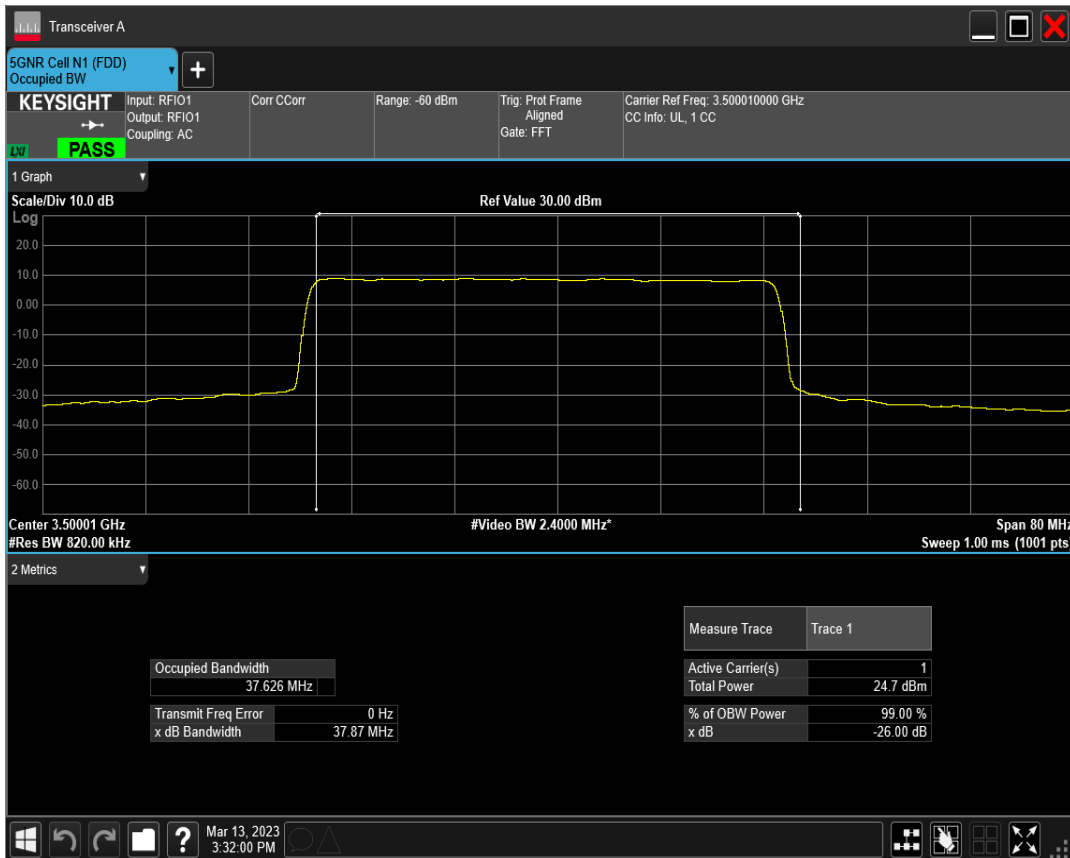 Transceiver A
5GNR Cell N1 (FDD)
Occupied BW
KEYSIGHT
LXI
PASS
Input: RFIO1
Output: RFIO1
Coupling: AC
Corr CCorr
Range: -60 dBm
Trig: Prot Frame
Aligned
Gate: FFT
Carrier Ref Freq: 3.500010000 GHz
CC Info: UL, 1 CC
1 Graph
Scale/Div 10.0 dB
Ref Value 30.00 dBm
Log
20.0
10.0
0.00
-10.0
-20.0
-30.0
-40.0
-50.0
-60.0
Center 3.50001 GHz
#Video BW 2.4000 MHz*
Span 80 MHz
#Res BW 820.00 kHz
Sweep 1.00 ms (1001 pts)
2 Metrics
Measure Trace Trace 1
Occupied Bandwidth
37.626 MHz
Active Carrier(s) 1
Total Power 24.7 dBm
Transmit Freq Error 0 Hz
x dB Bandwidth 37.87 MHz
% of OBW Power 99.00 %
x dB -26.00 dB
?
Mar 13, 2023
3:32:00 PM